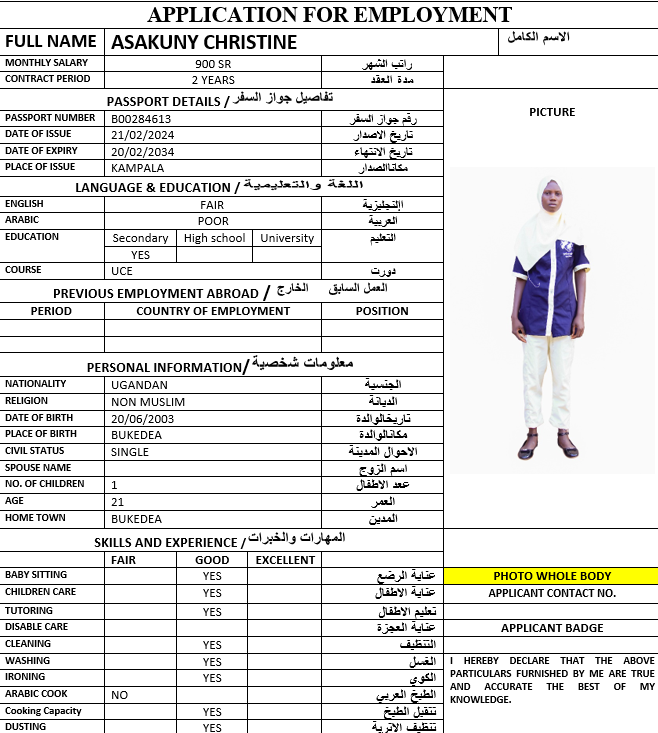 APPLICATION FOR EMPLOYMENT
FULL NAME ASAKUNY CHRISTINE الاسم الكامل
MONTHLY SALARY 900 SR راتب الشهر
CONTRACT PERIOD 2 YEARS مدة العقد
PASSPORT DETAILS / تفاصيل جواز السفر
PICTURE
PASSPORT NUMBER B00284613 رقم جواز السفر
DATE OF ISSUE 21/02/2024 تاريخ الاصدار
DATE OF EXPIRY 20/02/2034 تاريخ الانتهاء
PLACE OF ISSUE KAMPALA مكاناالصدار
LANGUAGE & EDUCATION / اللغة والتعليمية
ENGLISH FAIR اإلنجليزية
ARABIC POOR العربية
EDUCATION Secondary High school University التعليم
YES
COURSE UCE دورت
PREVIOUS EMPLOYMENT ABROAD / العمل السابق الخارج
PERIOD COUNTRY OF EMPLOYMENT POSITION
PERSONAL INFORMATION/ معلومات شخصية
NATIONALITY UGANDAN الجنسية
RELIGION NON MUSLIM الديانة
DATE OF BIRTH 20/06/2003 تاريخالوالدة
PLACE OF BIRTH BUKEDEA مكانالوالدة
CIVIL STATUS SINGLE الاحوال المدينة
SPOUSE NAME اسم الزوج
NO. OF CHILDREN 1 عدد الاطفال
AGE 21 العمر
HOME TOWN BUKEDEA المدين
SKILLS AND EXPERIENCE / المهارات والخبرات
FAIR GOOD EXCELLENT
BABY SITTING YES عناية الرضع
PHOTO WHOLE BODY
CHILDREN CARE YES عناية الاطفال
APPLICANT CONTACT NO.
TUTORING YES تعليم الاطفال
DISABLE CARE عناية العجزة
APPLICANT BADGE
CLEANING YES التنظيف
WASHING YES الغسل
IRONING YES الكوي
ARABIC COOK NO الطبخ العربي
Cooking Capacity YES تتقبل الطبخ
DUSTING YES تنظيف الاتربة
I HEREBY DECLARE THAT THE ABOVE
PARTICULARS FURNISHED BY ME ARE TRUE
AND ACCURATE THE BEST OF MY
KNOWLEDGE.